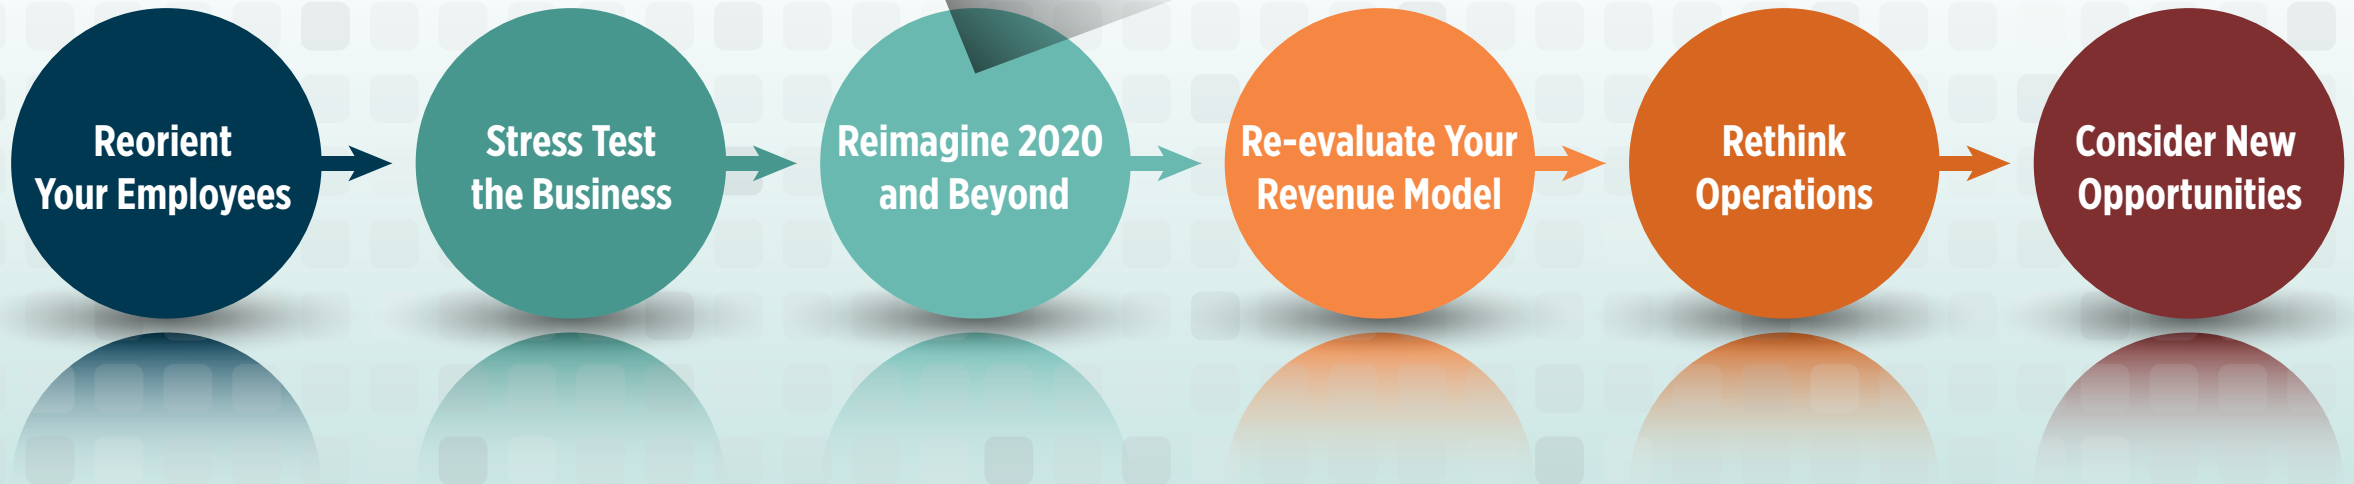 Reorient
Your Employees
Stress Test
the Business
Reimagine 2020
and Beyond
Re-evaluate Your
Revenue Model
Rethink
Operations
Consider New
Opportunities